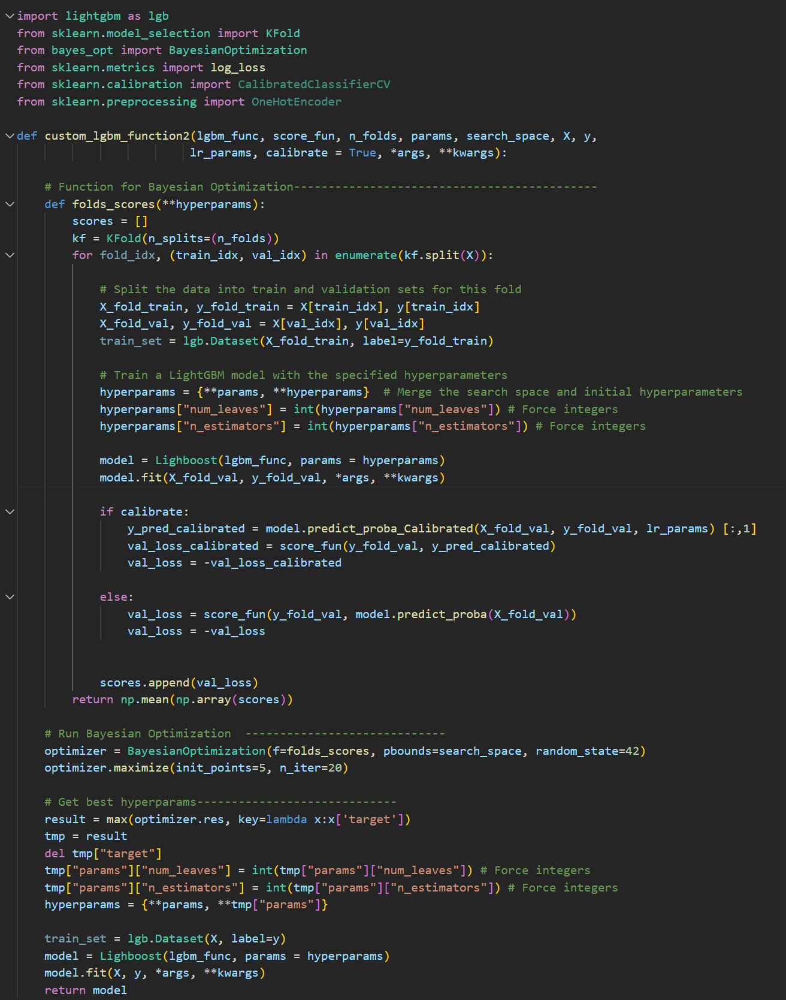 import lightgbm as lgb
from sklearn.model_selection import KFold
from bayes_opt import BayesianOptimization
from sklearn.metrics import log_loss
from sklearn.calibration import CalibratedClassifierCV
from sklearn.preprocessing import OneHotEncoder
def custom_lgbm_function2(lgbm_func, score_fun, n_folds, params, search_space, X, y,
lr_params, calibrate = True, *args, **kwargs):
# Function for Bayesian Optimization--------------------------------------------
def folds_scores(**hyperparams):
scores = []
kf = KFold(n_splits=(n_folds))
for fold_idx, (train_idx, val_idx) in enumerate(kf.split(X)):
# Split the data into train and validation sets for this fold
X_fold_train, y_fold_train = X[train_idx], y[train_idx]
X_fold_val, y_fold_val = X[val_idx], y[val_idx]
train_set = lgb.Dataset(X_fold_train, label=y_fold_train)
# Train a LightGBM model with the specified hyperparameters
hyperparams = {**params, **hyperparams}  # Merge the search space and initial hyperparameters
hyperparams["num_leaves"] = int(hyperparams["num_leaves"]) # Force integers
hyperparams["n_estimators"] = int(hyperparams["n_estimators"]) # Force integers
model = Lighboost(lgbm_func, params = hyperparams)
model.fit(X_fold_val, y_fold_val, *args, **kwargs)
if calibrate:
y_pred_calibrated = model.predict_proba_Calibrated(X_fold_val, y_fold_val, lr_params) [:,1]
val_loss_calibrated = score_fun(y_fold_val, y_pred_calibrated)
val_loss = -val_loss_calibrated
else:
val_loss = score_fun(y_fold_val, model.predict_proba(X_fold_val))
val_loss = -val_loss
scores.append(val_loss)
return np.mean(np.array(scores))
# Run Bayesian Optimization  -----------------------------
optimizer = BayesianOptimization(f=folds_scores, pbounds=search_space, random_state=42)
optimizer.maximize(init_points=5, n_iter=20)
# Get best hyperparams-----------------------------
result = max(optimizer.res, key=lambda x:x['target'])
tmp = result
del tmp["target"]
tmp["params"]["num_leaves"] = int(tmp["params"]["num_leaves"]) # Force integers
tmp["params"]["n_estimators"] = int(tmp["params"]["n_estimators"]) # Force integers
hyperparams = {**params, **tmp["params"]}
train_set = lgb.Dataset(X, label=y)
model = Lighboost(lgbm_func, params = hyperparams)
model.fit(X, y, *args, **kwargs)
return model